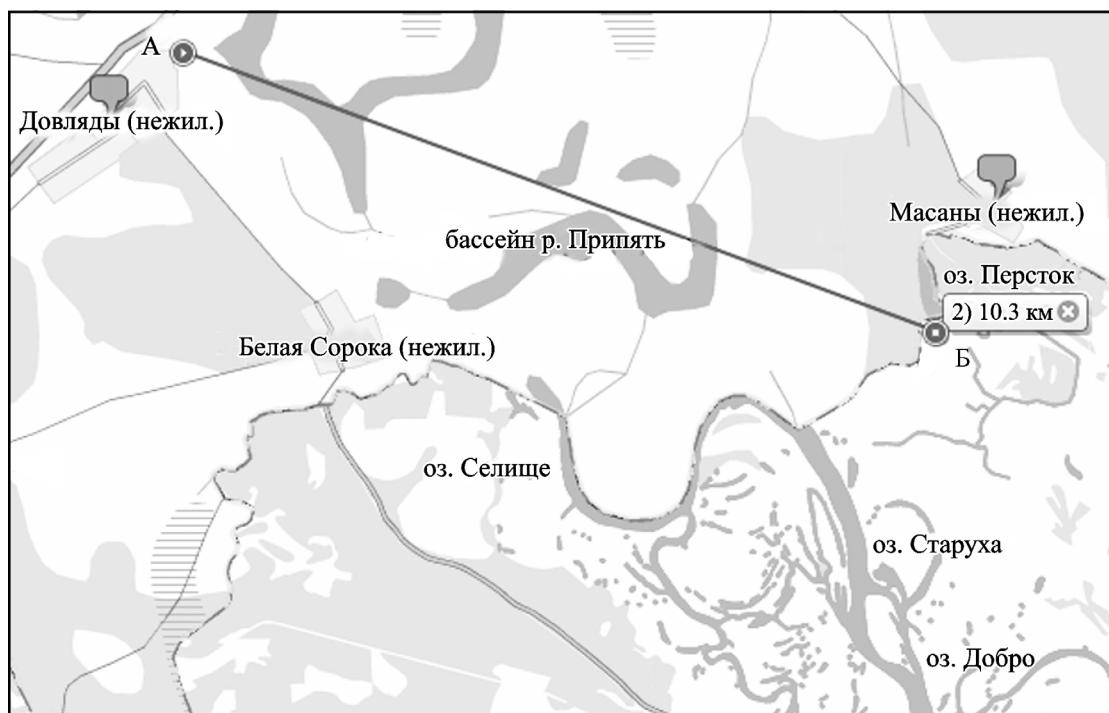 А
Довляды (нежил.)
Масаны (нежил.)
бассейн р. Припять
оз. Персток
2) 10.3 км
Белая Сорока (нежил.)
Б
оз. Селище
оз. Старуха
оз. Добро